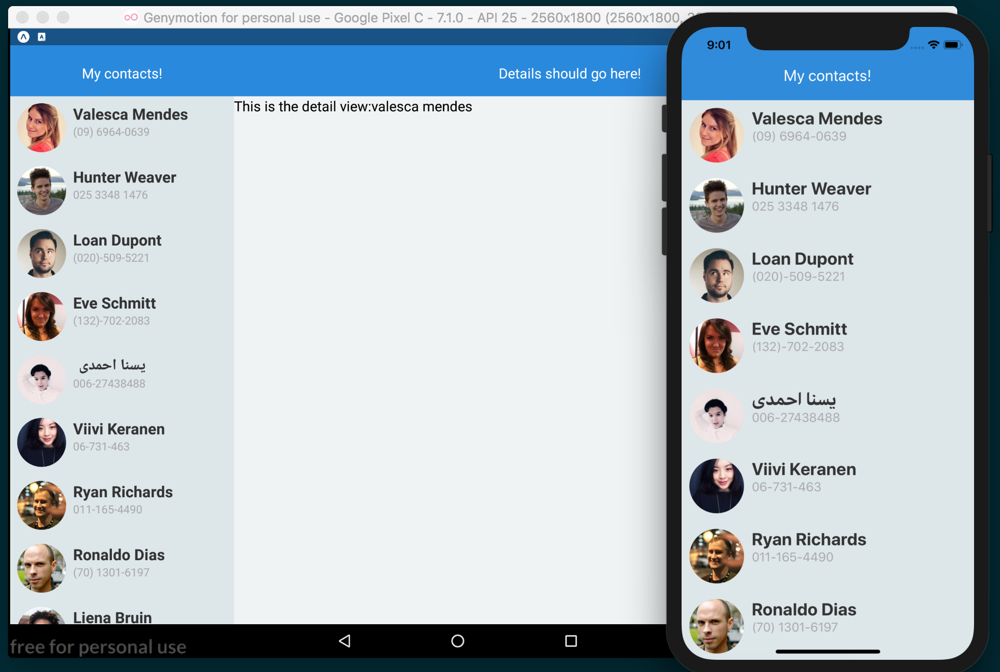 Genymotion for personal use - Google Pixel C - 7.1.0 - API 25 - 2560x1800 (2560x1800,
A
My contacts!
Details should go here!
Valesca Mendes
(09) 6964-0639
Hunter Weaver
025 3348 1476
Loan Dupont
(020)-509-5221
Eve Schmitt
(132)-702-2083
یسنا احمدی
006-27438488
Viivi Keranen
06-731-463
Ryan Richards
011-165-4490
Ronaldo Dias
(70) 1301-6197
Liena Bruin
This is the detail view:valesca mendes
free for personal use
9:01
My contacts!
Valesca Mendes
(09) 6964-0639
Hunter Weaver
025 3348 1476
Loan Dupont
(020)-509-5221
Eve Schmitt
(132)-702-2083
یسنا احمدی
006-27438488
Viivi Keranen
06-731-463
Ryan Richards
011-165-4490
Ronaldo Dias
(70) 1301-6197